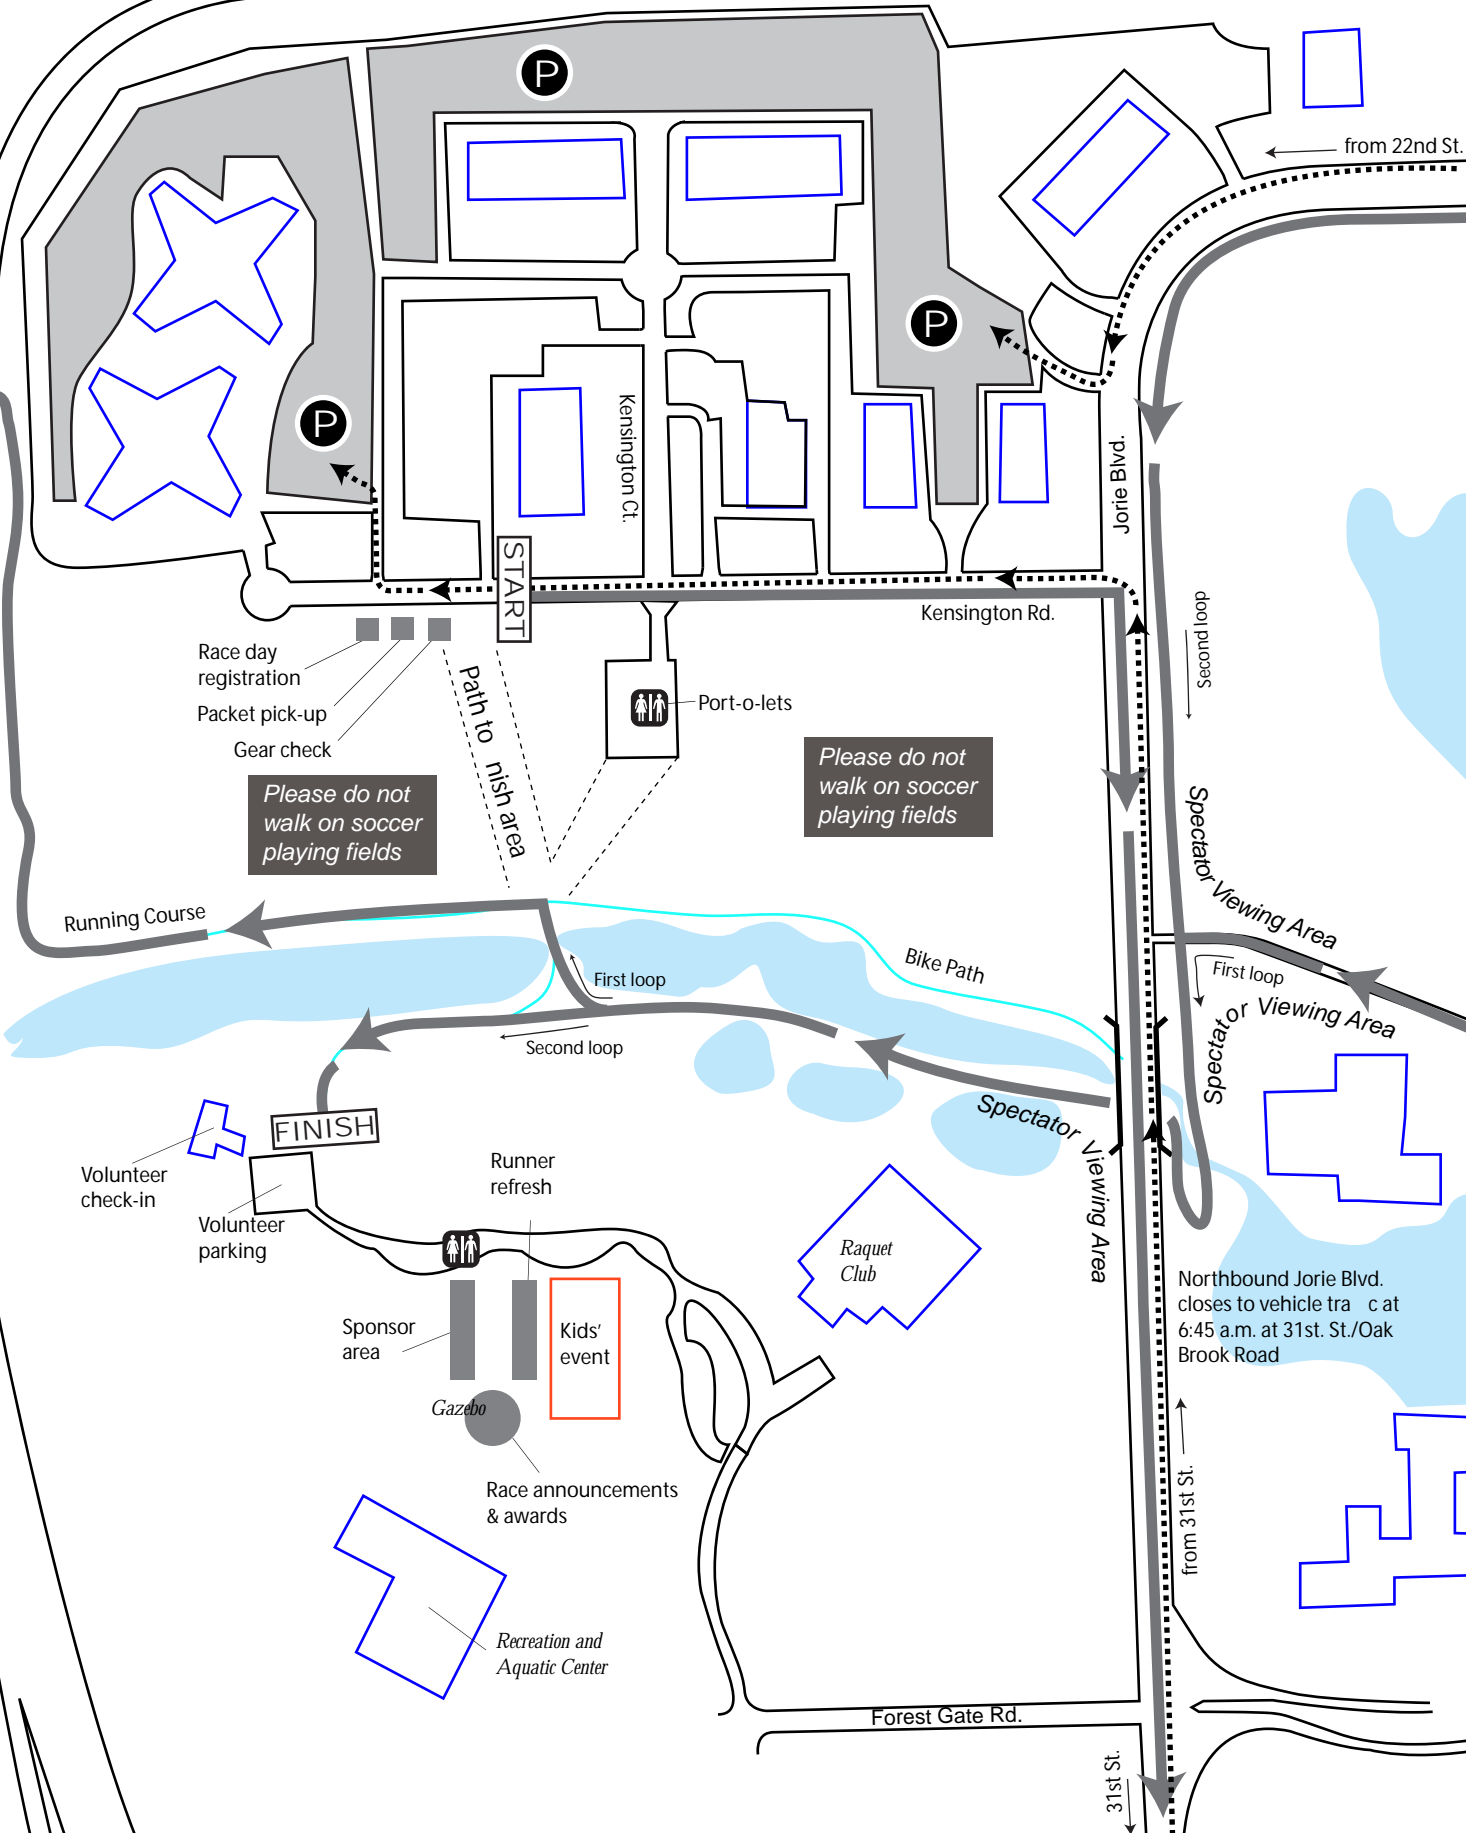 P
from 22nd St.
P
P
Kensington Ct.
Jorie Blvd.
START
Kensington Rd.
Second loop
Race day
registration
Packet pick-up
Gear check
Path to nish area
Port-o-lets
Please do not
walk on soccer
playing fields
Please do not
walk on soccer
playing fields
Spectator Viewing Area
Running Course
Bike Path
First loop
First loop
Second loop
Spectator Viewing Area
Spectator Viewing Area
FINISH
Volunteer
check-in
Volunteer
parking
Runner
refresh
Raquet
Club
Sponsor
area
Kids'
event
Gazebo
Northbound Jorie Blvd.
closes to vehicle tra c at
6:45 a.m. at 31st. St./Oak
Brook Road
Race announcements
& awards
from 31st St.
Recreation and
Aquatic Center
Forest Gate Rd.
31st St.